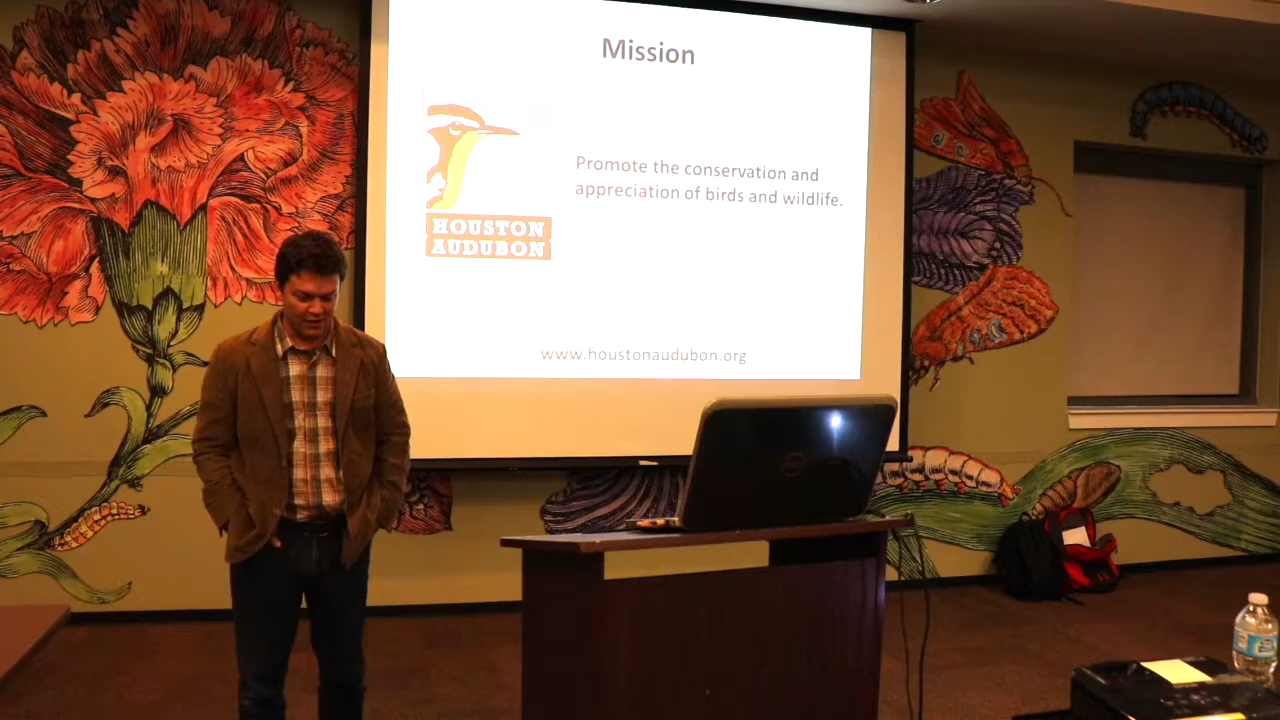 Mission
Promote the conservation and
appreciation of birds and wildlife.
HOUSTON
AUDUBON
www.houstonaudubon.org